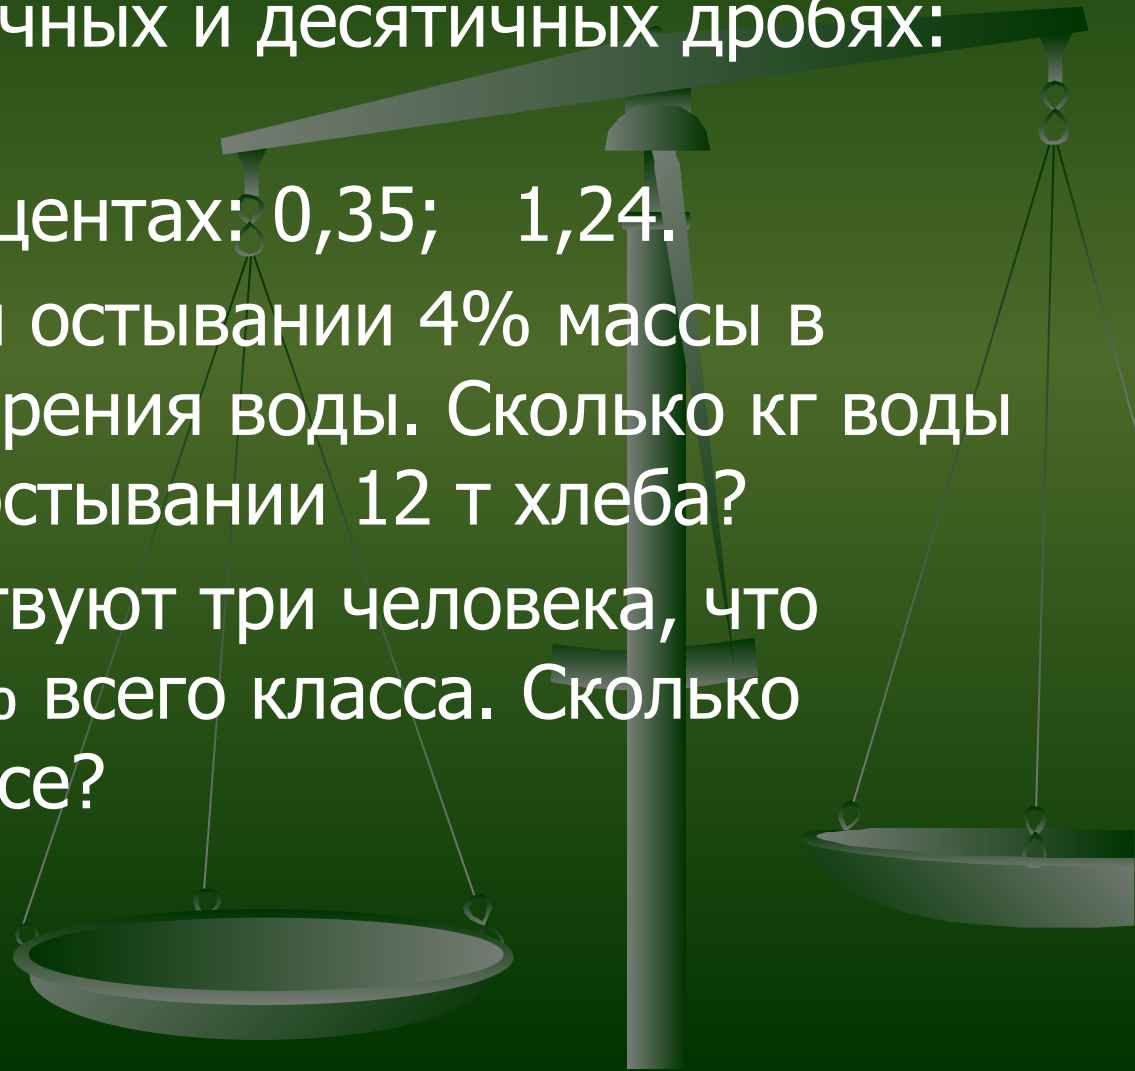 чных и десятичных дробях:
центах: 0,35; 1,24.
остывании 4% массы в
рения воды. Сколько кг воды
остывании 12 т хлеба?
твуют три человека, что
% всего класса. Сколько
се?